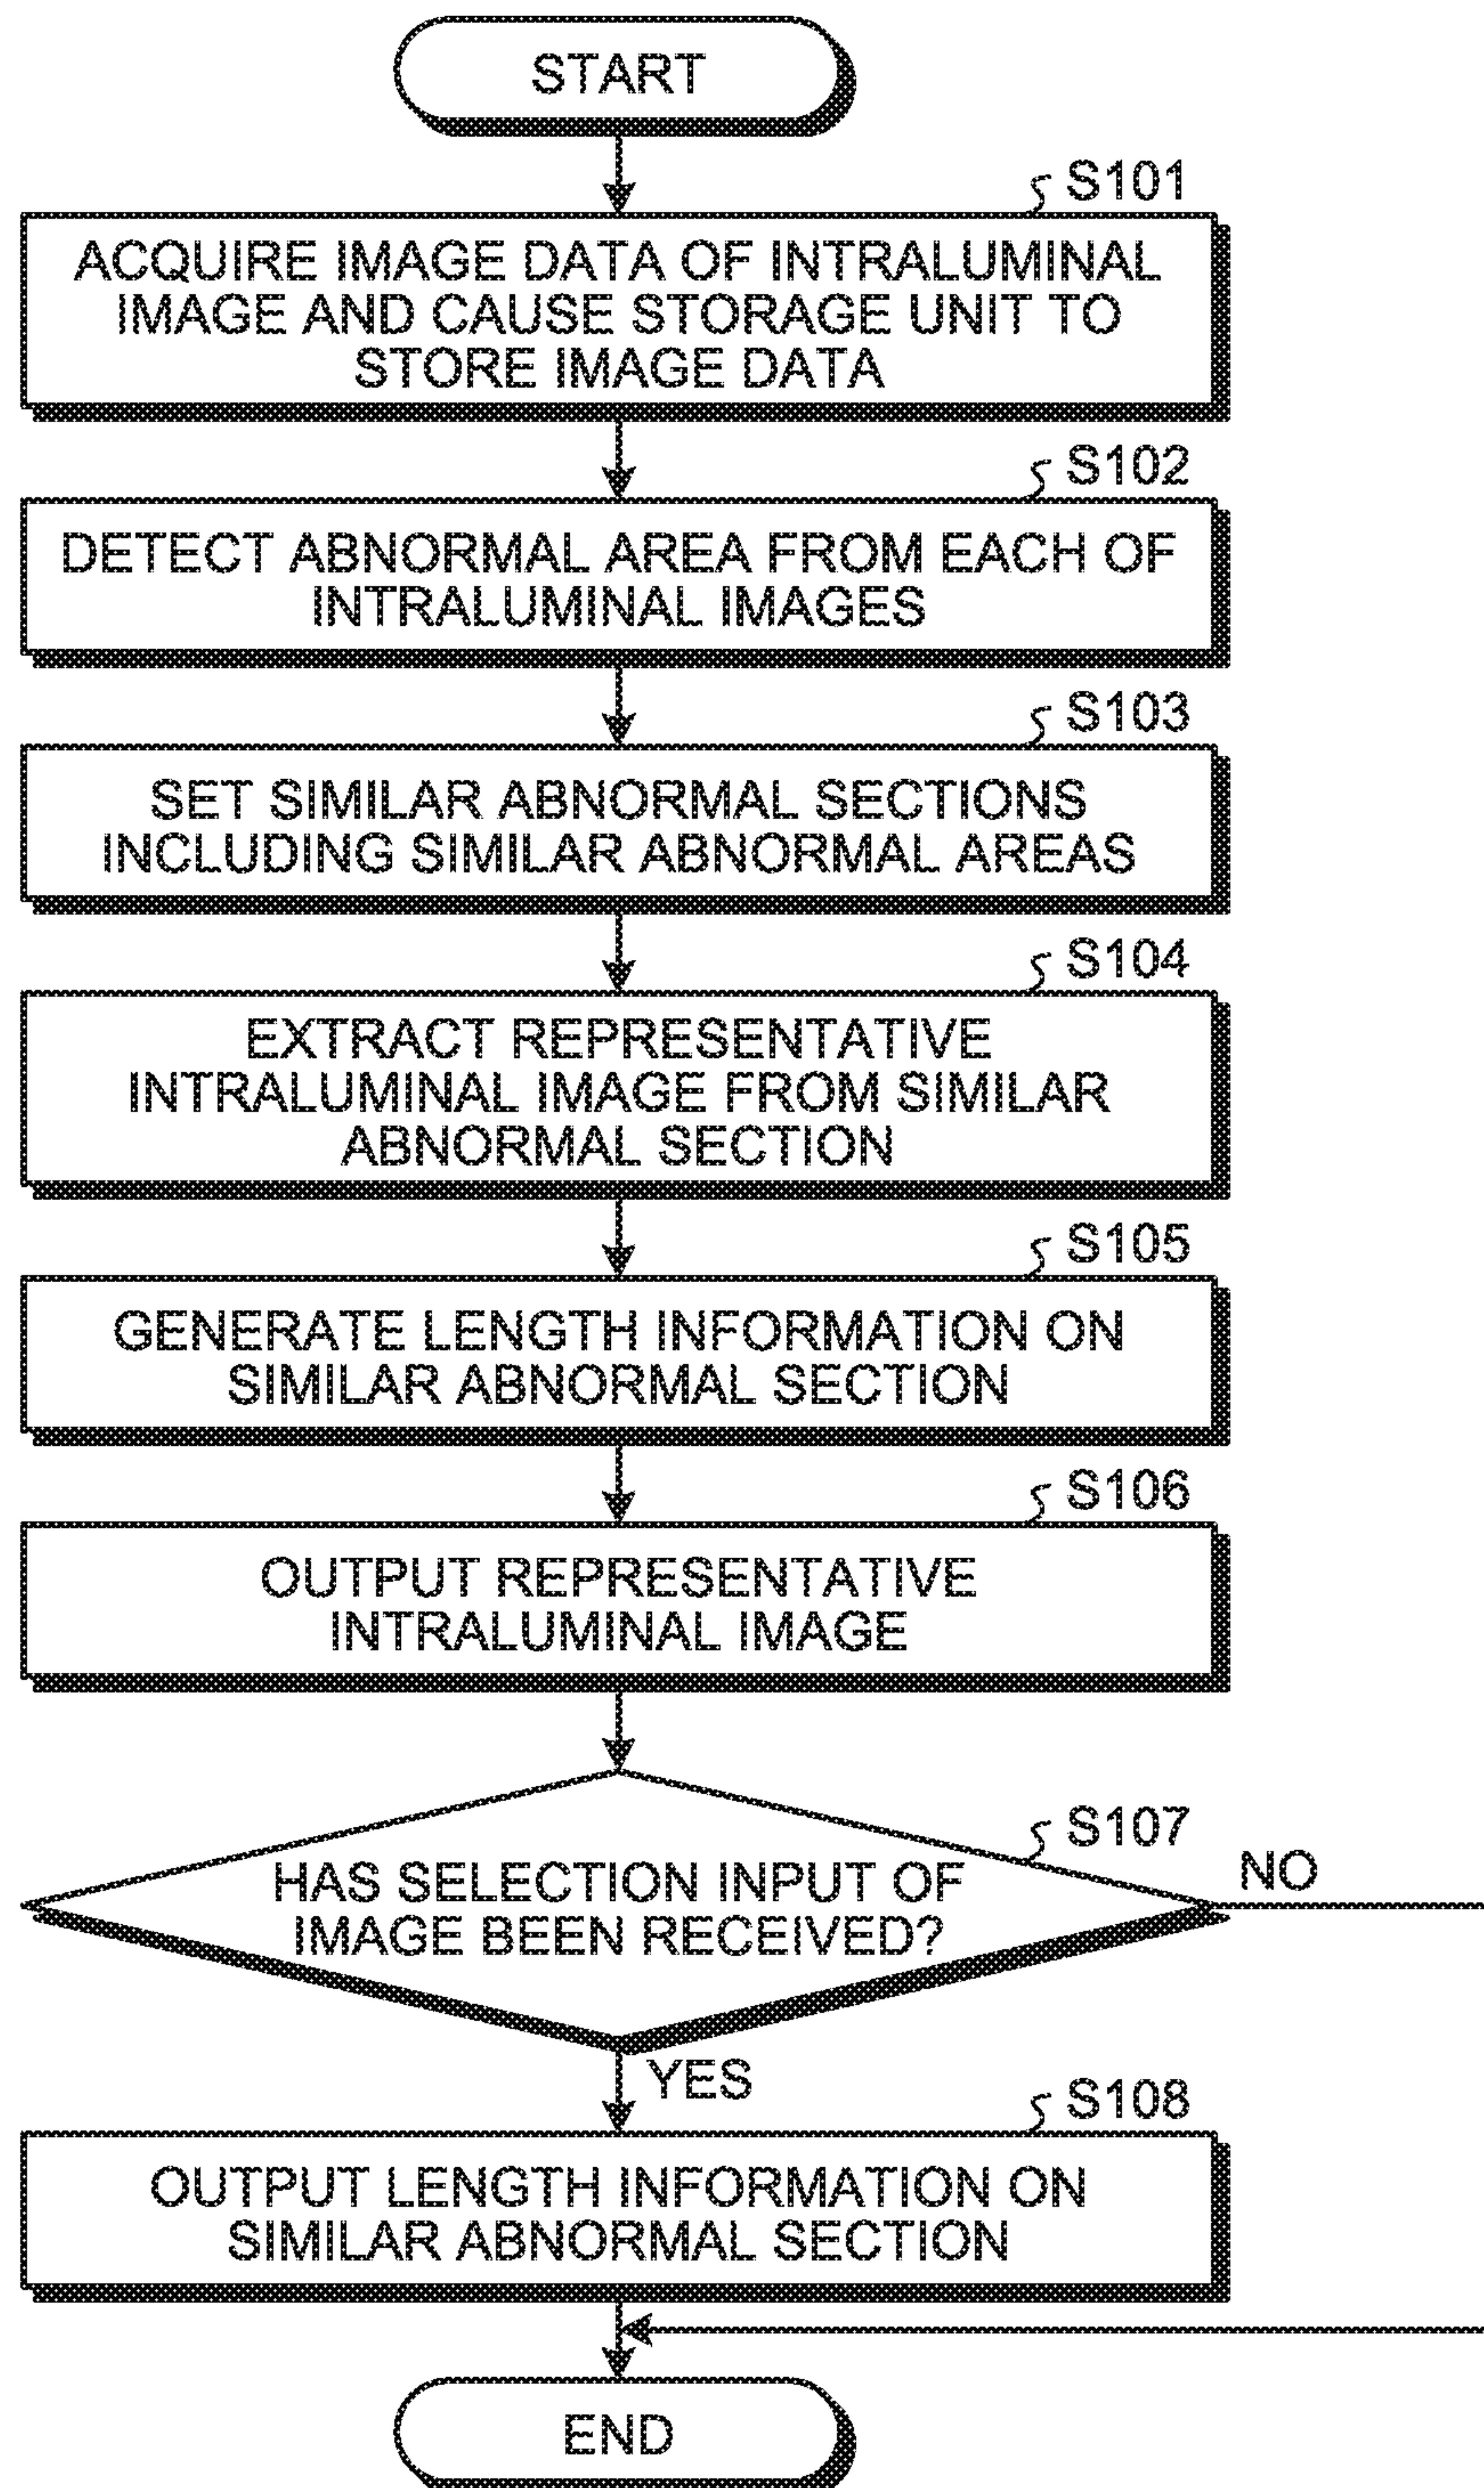 START
S101
ACQUIRE IMAGE DATA OF INTRALUMINAL
IMAGE AND CAUSE STORAGE UNIT TO
STORE IMAGE DATA
S102
DETECT ABNORMAL AREA FROM EACH OF
INTRALUMINAL IMAGES
S103
SET SIMILAR ABNORMAL SECTIONS
INCLUDING SIMILAR ABNORMAL AREAS
S104
EXTRACT REPRESENTATIVE
INTRALUMINAL IMAGE FROM SIMILAR
ABNORMAL SECTION
S105
GENERATE LENGTH INFORMATION ON
SIMILAR ABNORMAL SECTION
S106
OUTPUT REPRESENTATIVE
INTRALUMINAL IMAGE
S107
HAS SELECTION INPUT OF
IMAGE BEEN RECEIVED?
NO
YES
S108
OUTPUT LENGTH INFORMATION ON
SIMILAR ABNORMAL SECTION
END